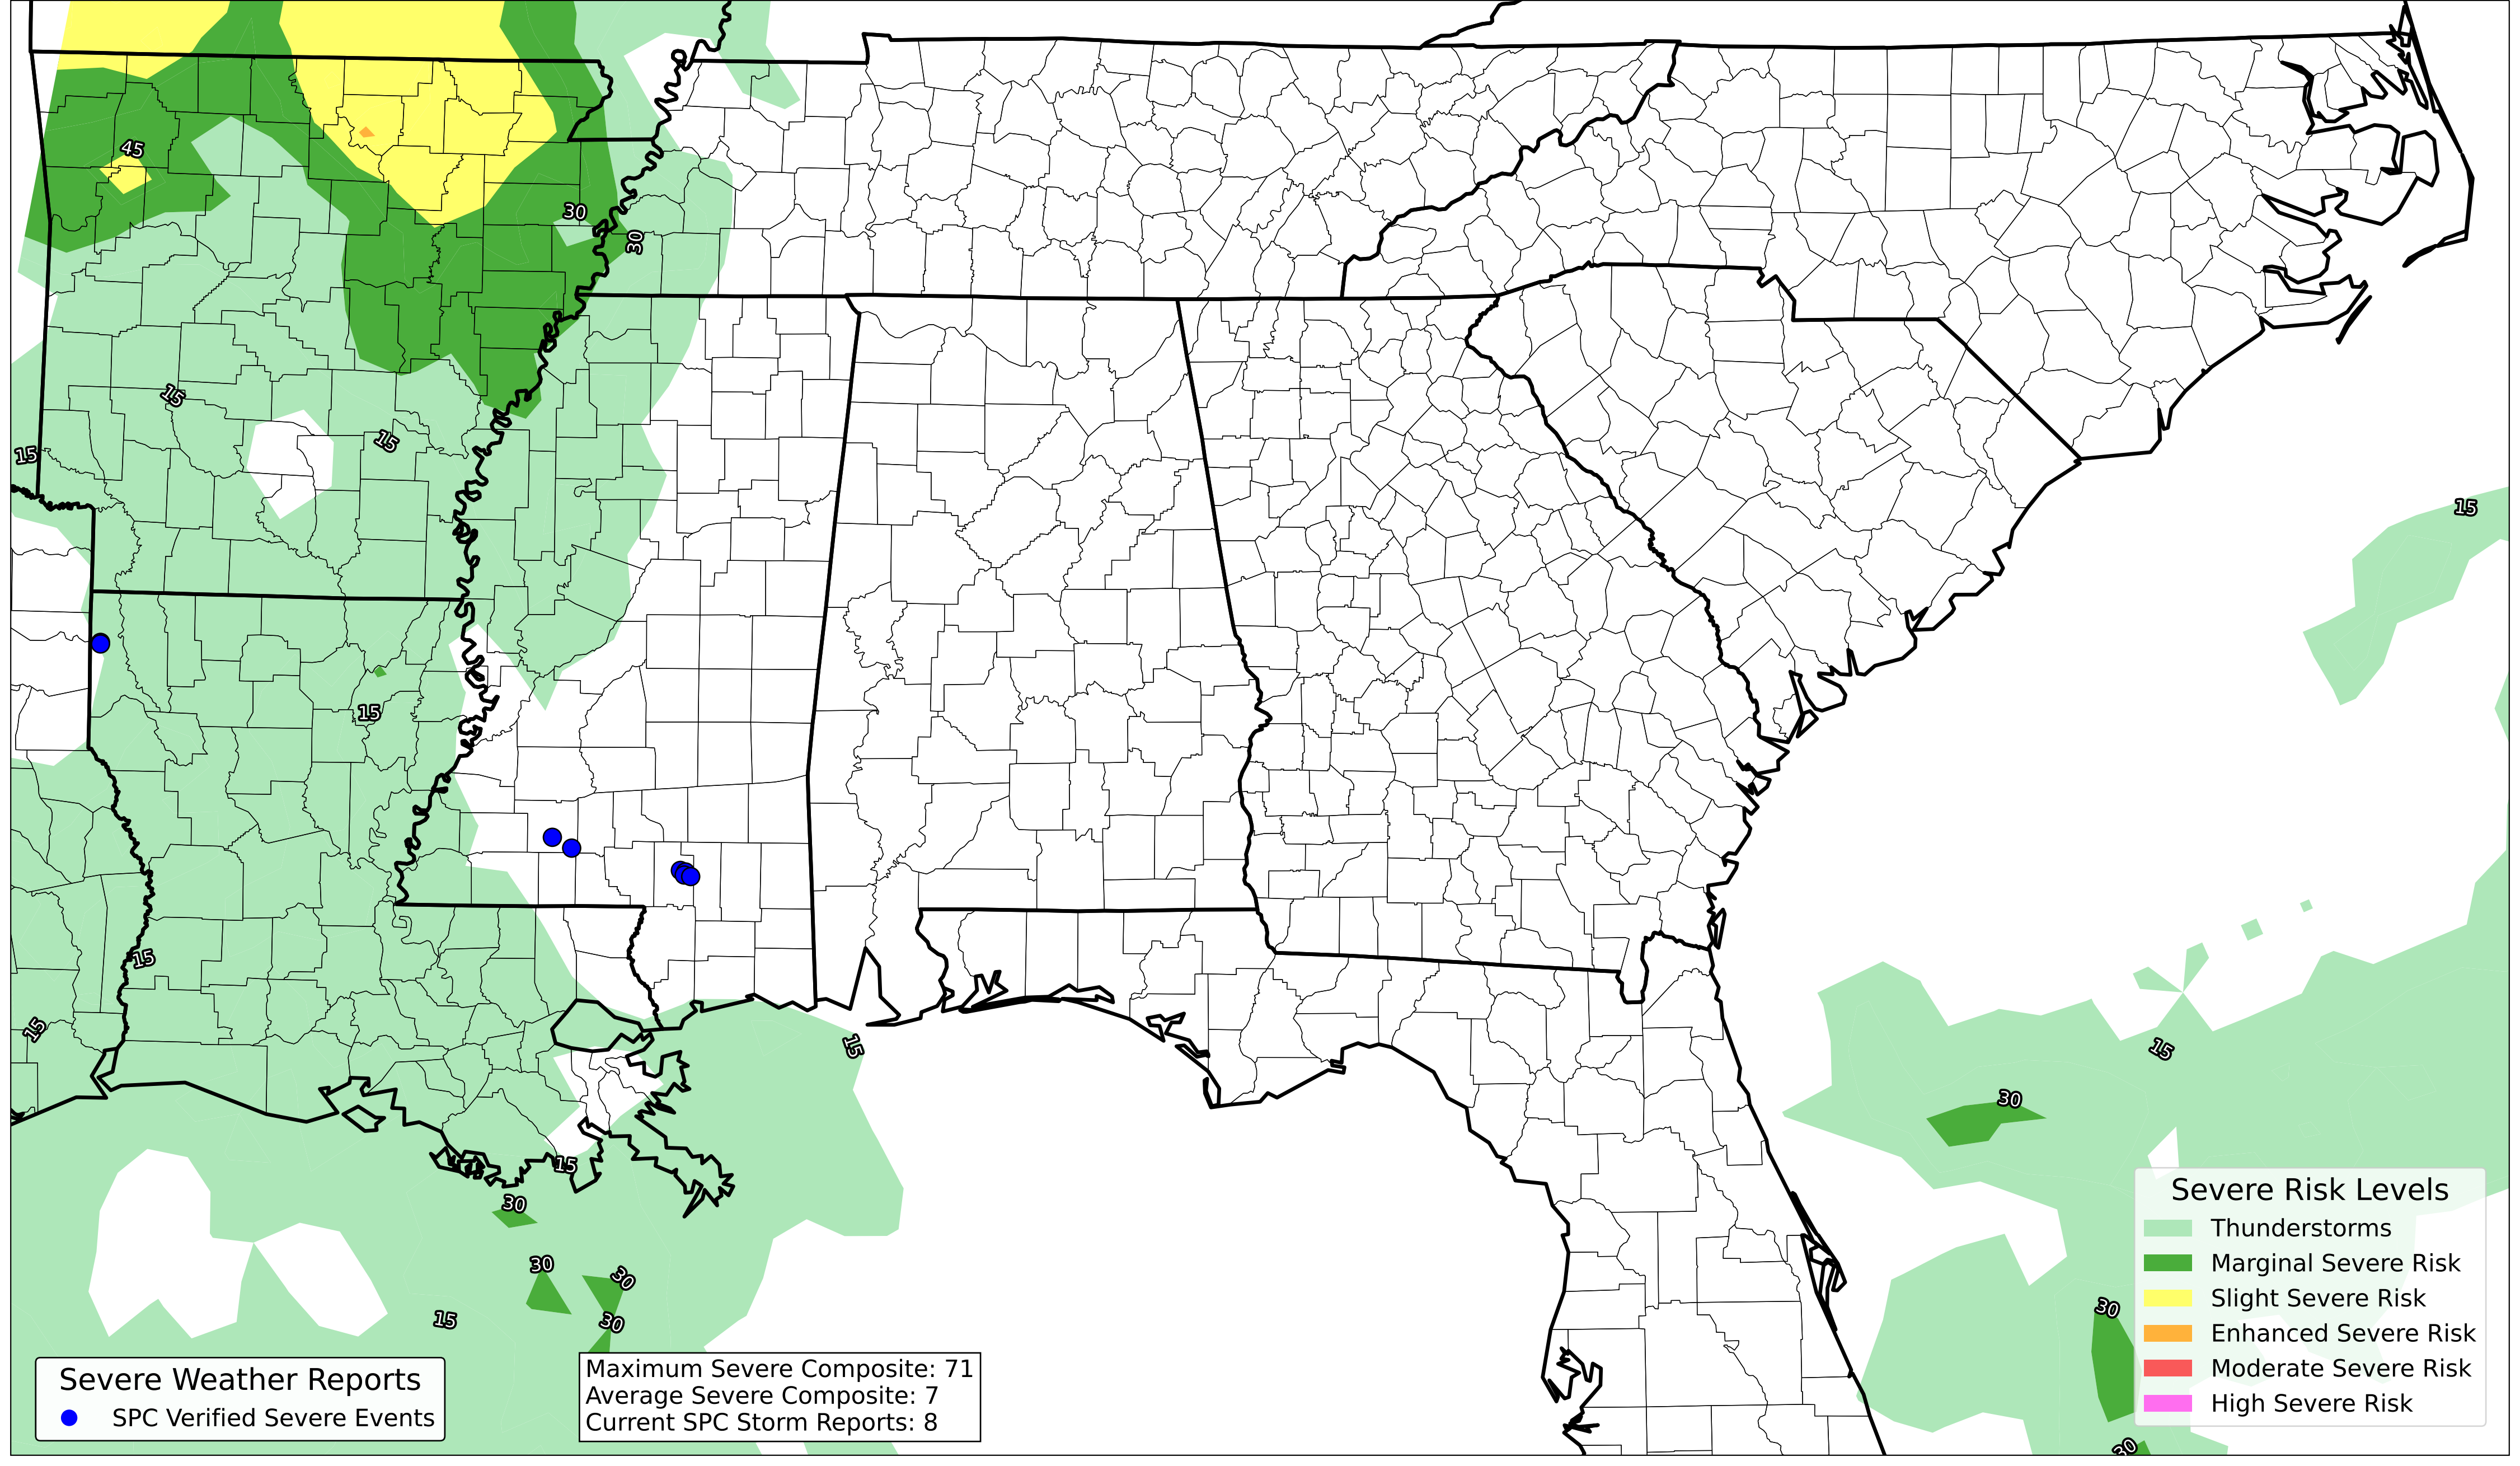 45
30
30
15
15
15
15
15
15
15
15
30
15
30
15
30
30
30
15
30
30
Severe Weather Reports
SPC Verified Severe Events
Maximum Severe Composite: 71
Average Severe Composite: 7
Current SPC Storm Reports: 8
Severe Risk Levels
Thunderstorms
Marginal Severe Risk
Slight Severe Risk
Enhanced Severe Risk
Moderate Severe Risk
High Severe Risk